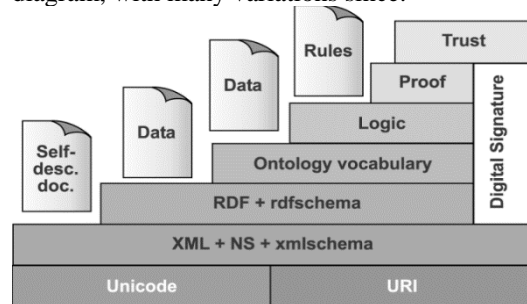 diagram, with many variations since.
Rules
Trust
Data
Proof
Data
Logic
Self-
desc.
doc.
Ontology vocabulary
Digital Signature
RDF + rdfschema
XML + NS + xmlschema
Unicode
URI